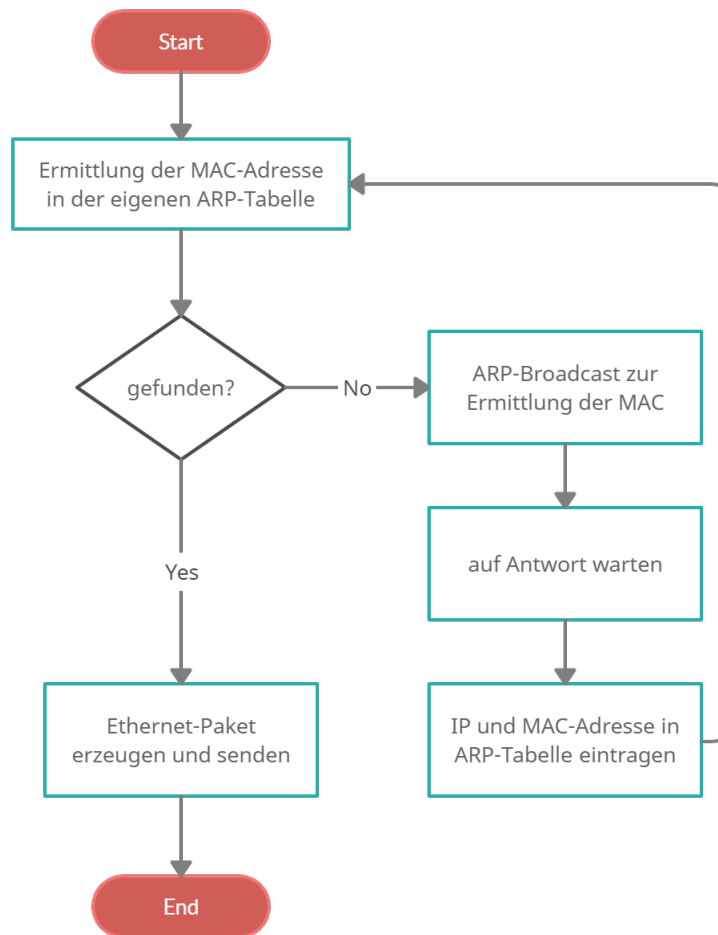 Start
Ermittlung der MAC-Adresse
in der eigenen ARP-Tabelle
gefunden?
No
ARP-Broadcast zur
Ermittlung der MAC
auf Antwort warten
Yes
IP und MAC-Adresse in
ARP-Tabelle eintragen
Ethernet-Paket
erzeugen und senden
End